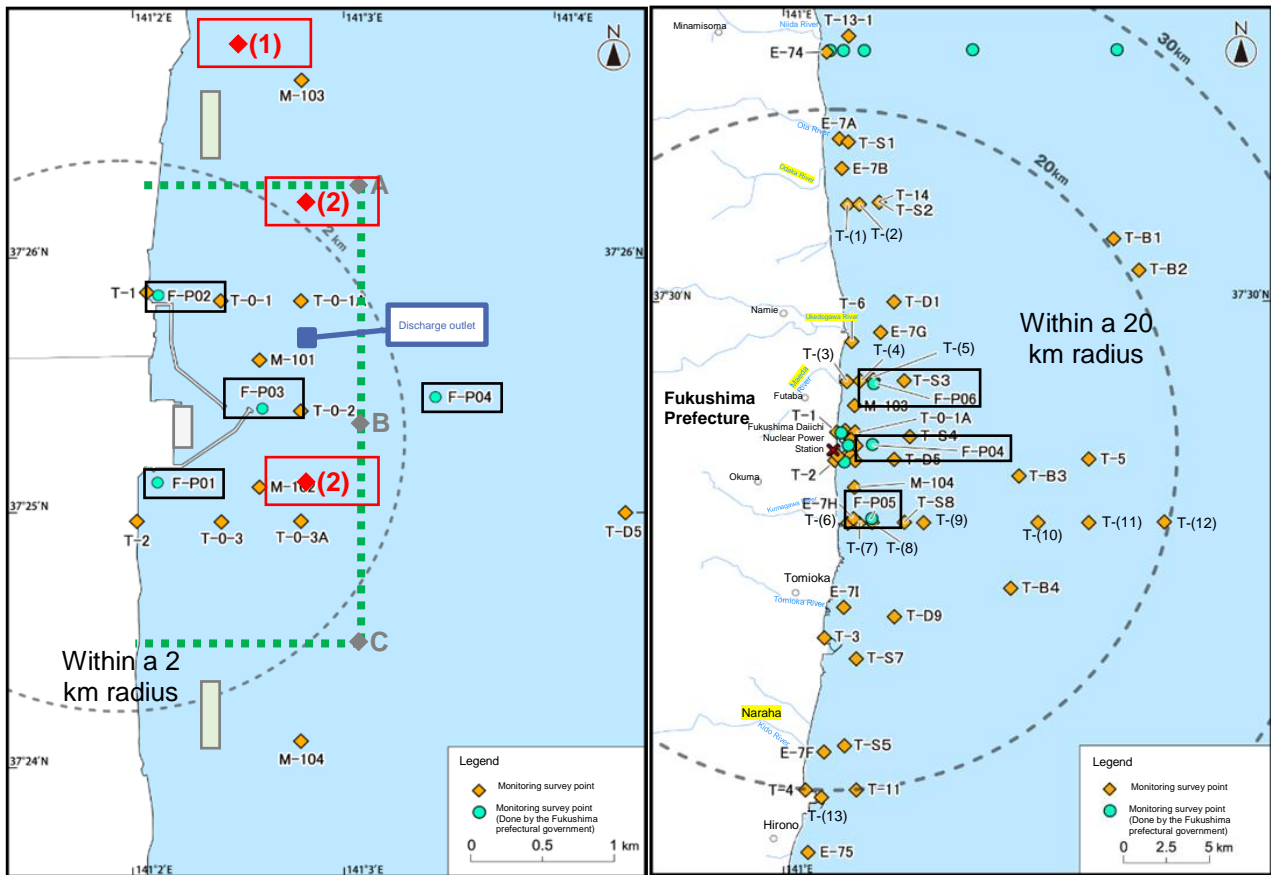 141°2'E
141°3'E
141°4'E
(1)
N
M-103
A
(2)
2 km
37°26'N
37°26'N
T-1
F-P02
T-0-1
T-0-1A
Discharge outlet
M-101
F-P03
T-0-2
F-P04
B
F-P01
M-102
(2)
37°25'N
37°25'N
T-2
T-0-3
T-0-3A
T-D5
C
Within a 2
km radius
M-104
37°24'N
37°24'N
Legend
Monitoring survey point
Monitoring survey point
(Done by the Fukushima
prefectural government)
0 0.5 1 km
141°2'E
141°3'E
141°E
T-13-1
30km
Minamisoma
Niida River
N
E-74
E-7A
Ota River
T-S1
20km
E-7B
Odaka River
T-14
T-S2
T-(1)
T-(2)
T-B1
T-B2
37°30'N
37°30'N
T-6
T-D1
Namie
Ukedogawa River
E-7G
Within a 20
km radius
T-(3)
T-(4)
T-(5)
Maeda
River
T-S3
Futaba
F-P06
Fukushima
Prefecture
M-103
T-1
T-0-1A
Fukushima Daiichi
Nuclear Power
Station
T-S4
F-P04
T-2
T-D5
T-5
T-B3
Okuma
M-104
E-7H
F-P05
T-S8
Kumagawa River
T-(6)
T-(7)
T-(8)
T-(9)
T-(10)
T-(11)
T-(12)
Tomioka
T-B4
E-7I
Tomioka River
T-D9
T-3
T-S7
Naraha
Kido River
T-S5
E-7F
T-4
T-11
T-(13)
Hirono
E-75
Legend
Monitoring survey point
Monitoring survey point
(Done by the Fukushima
prefectural government)
0 2.5 5 km
141°E